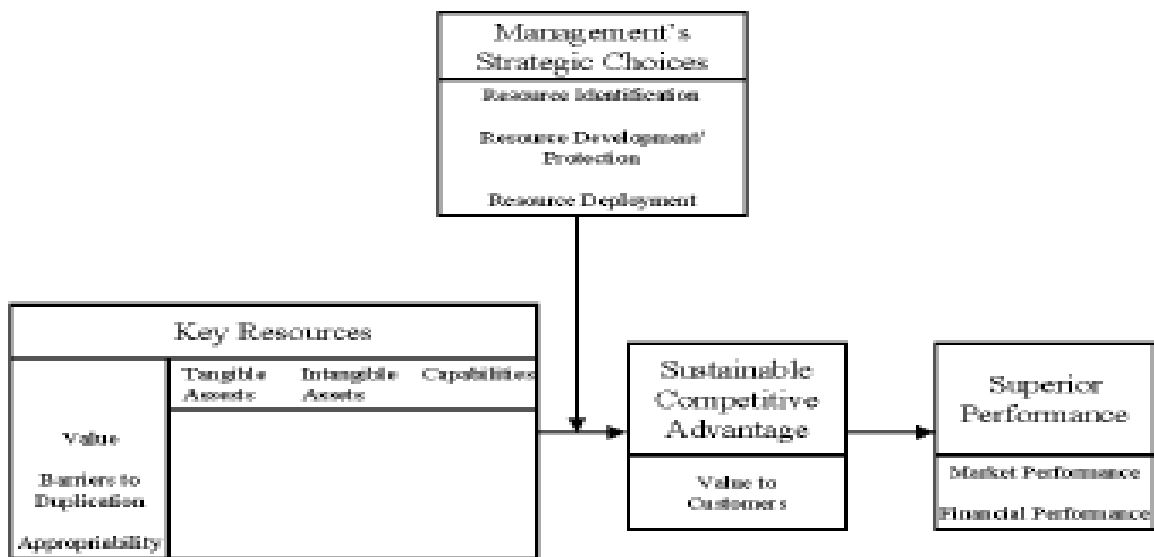 Management's
Strategic Choices
Resource Identification
Resource Development/
Protection
Resource Deployment
Key Resources
Tangible
Assests
Intangible
Assets
Capabilities
Value
Barriers to
Duplication
Appropriability
Sustainable
Competitive
Advantage
Value to
Customers
Superior
Performance
Market Performance
Financial Performance